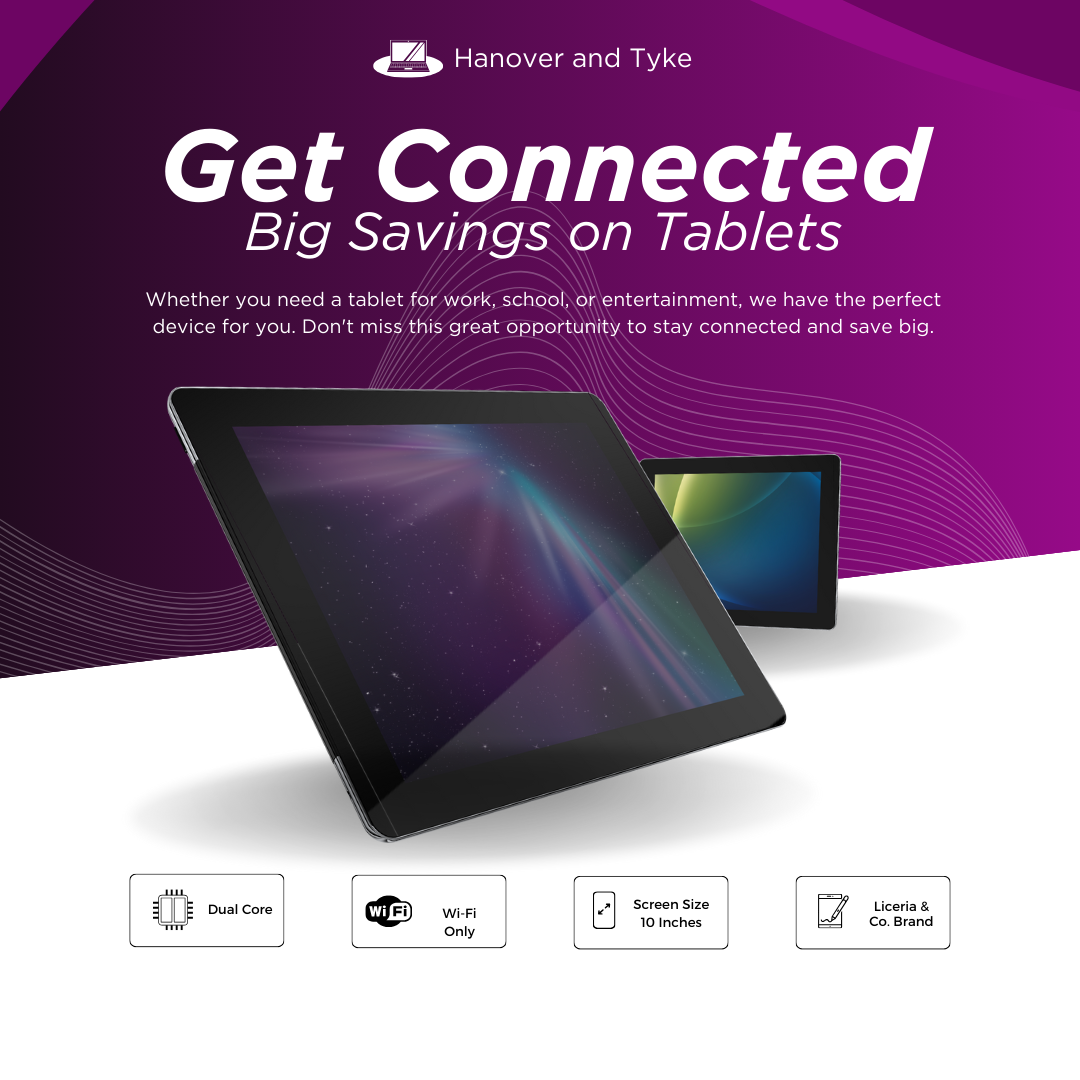 Hanover and Tyke
Get Connected
Big Savings on Tablets
Whether you need a tablet for work, school, or entertainment, we have the perfect
device for you. Don't miss this great opportunity to stay connected and save big.
Dual Core
Wi Fi
Wi-Fi
Only
Screen Size
10 Inches
Liceria &
Co. Brand